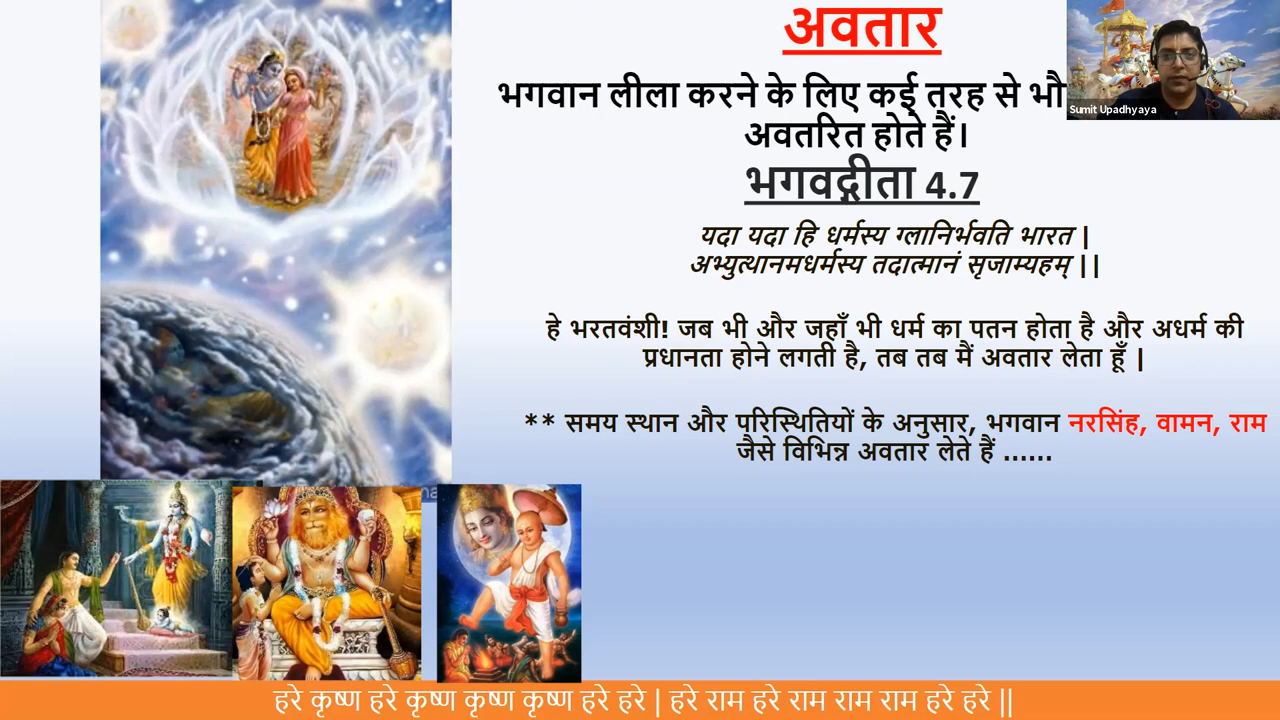 अवतार
भगवान लीला करने के लिए कई तरह से
अवतरित होते हैं।
भगवद्गीता 4.7
यदा यदा हि धर्मस्य ग्लानिर्भवति भारत |
अभ्युत्थानमधर्मस्य तदात्मानं सृजाम्यहम् ||
हे भरतवंशी! जब भी और जहाँ भी धर्म का पतन होता है और अधर्म की
प्रधानता होने लगती है, तब तब मैं अवतार लेता हूँ |
** समय स्थान और परिस्थितियों के अनुसार, भगवान नरसिंह, वामन, राम
जैसे विभिन्न अवतार लेते हैं ......
हरे कृष्ण हरे कृष्ण कृष्ण कृष्ण हरे हरे | हरे राम हरे राम राम राम हरे हरे ||
Sumit Upadhyaya